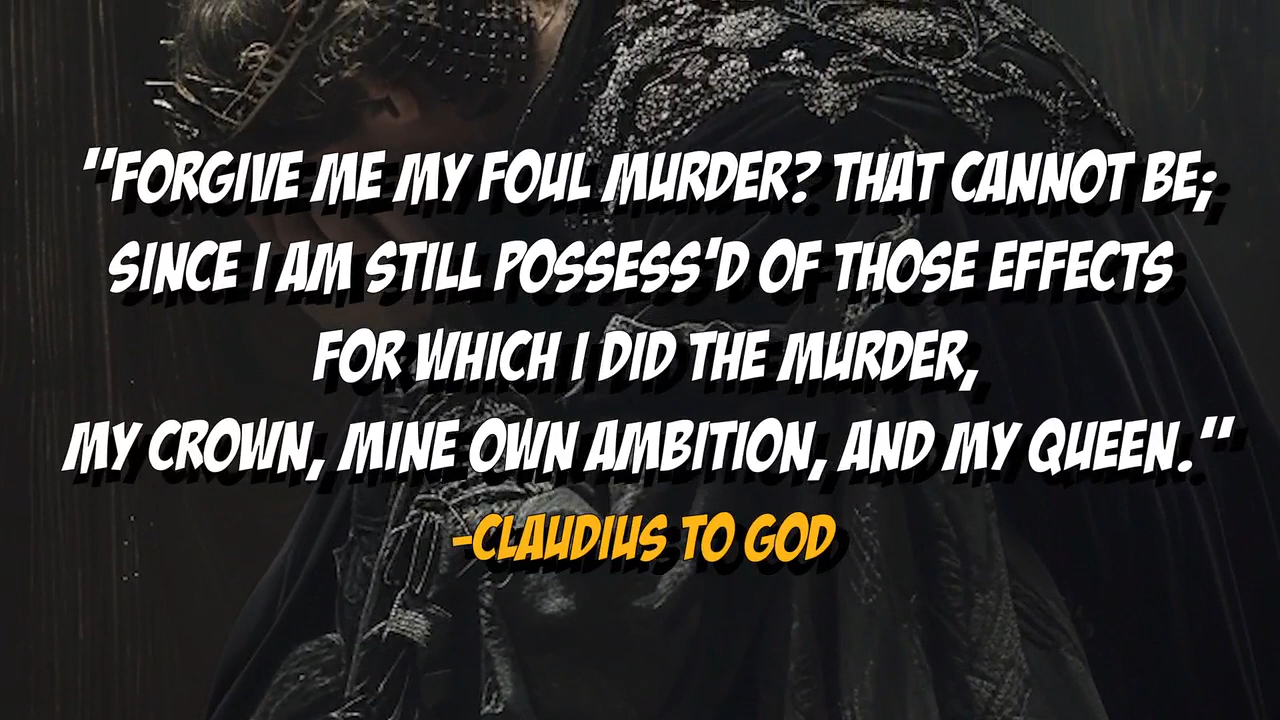 "FORGIVE ME MY FOUL MURDER? THAT CANNOT BE;
SINCE I AM STILL POSSESS'D OF THOSE EFFECTS
FOR WHICH I DID THE MURDER,
MY CROWN, MINE OWN AMBITION, AND MY QUEEN."
-CLAUDIUS TO GOD